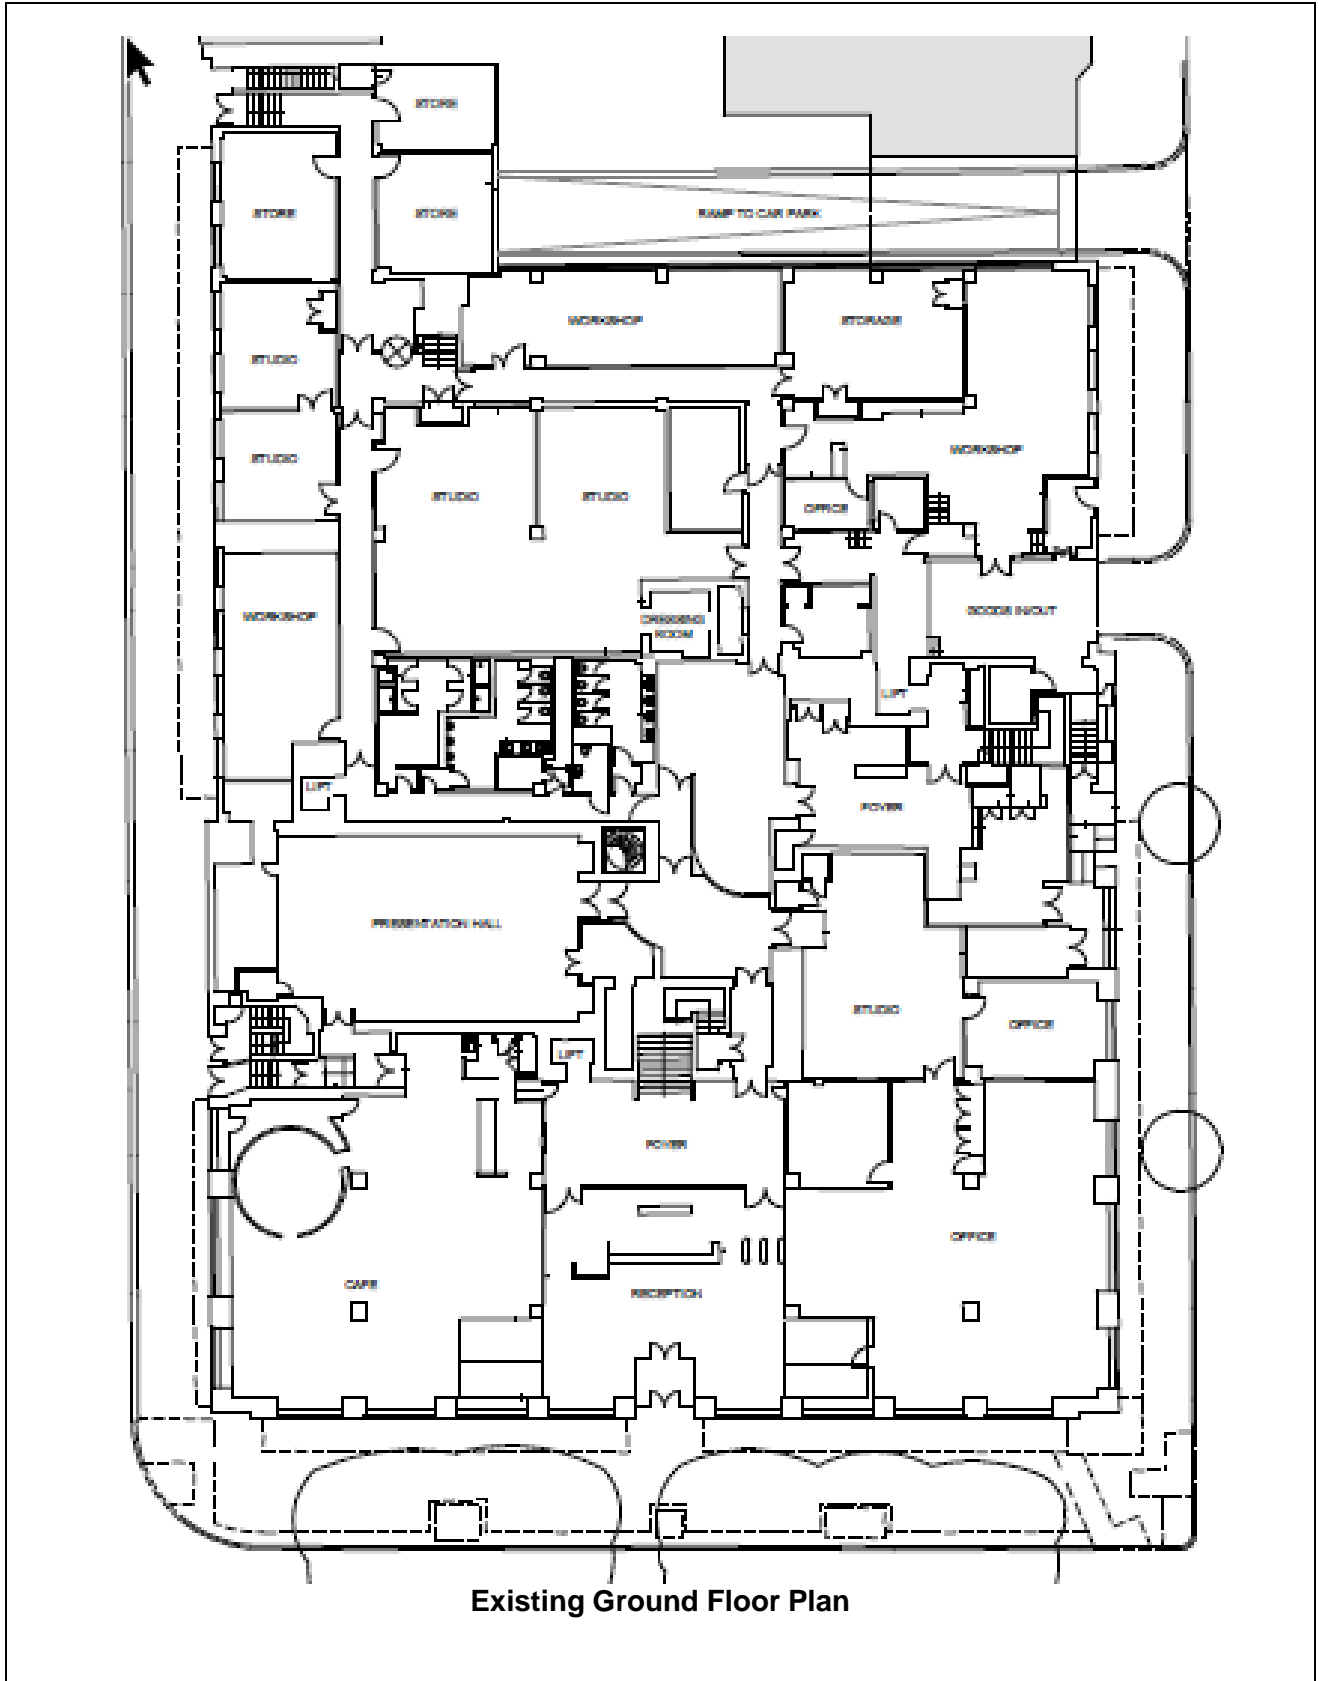 STORE
STORE
STORE
RAMP TO CAR PARK
WORKSHOP
STORAGE
STUDIO
STUDIO
WORKSHOP
STUDIO
STUDIO
OFFICE
WORKSHOP
GOODS IN/OUT
DRESSING
ROOM
LIFT
LIFT
FOYER
PRESENTATION HALL
STUDIO
OFFICE
LIFT
FOYER
OFFICE
CAFE
RECEPTION
Existing Ground Floor Plan